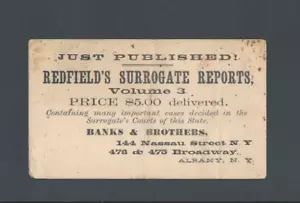 JUST PUBLISHED!
REDFIELD'S SURROGATE REPORTS,
Volume 3
PRICE $5.00 delivered.
Containing many important cases decided in the
Surrogate's Courts of this State.
BANKS & BROTHERS,
144 Nassau Street N.Y
473 & 475 Broadway,
ALBANY, N.Y.